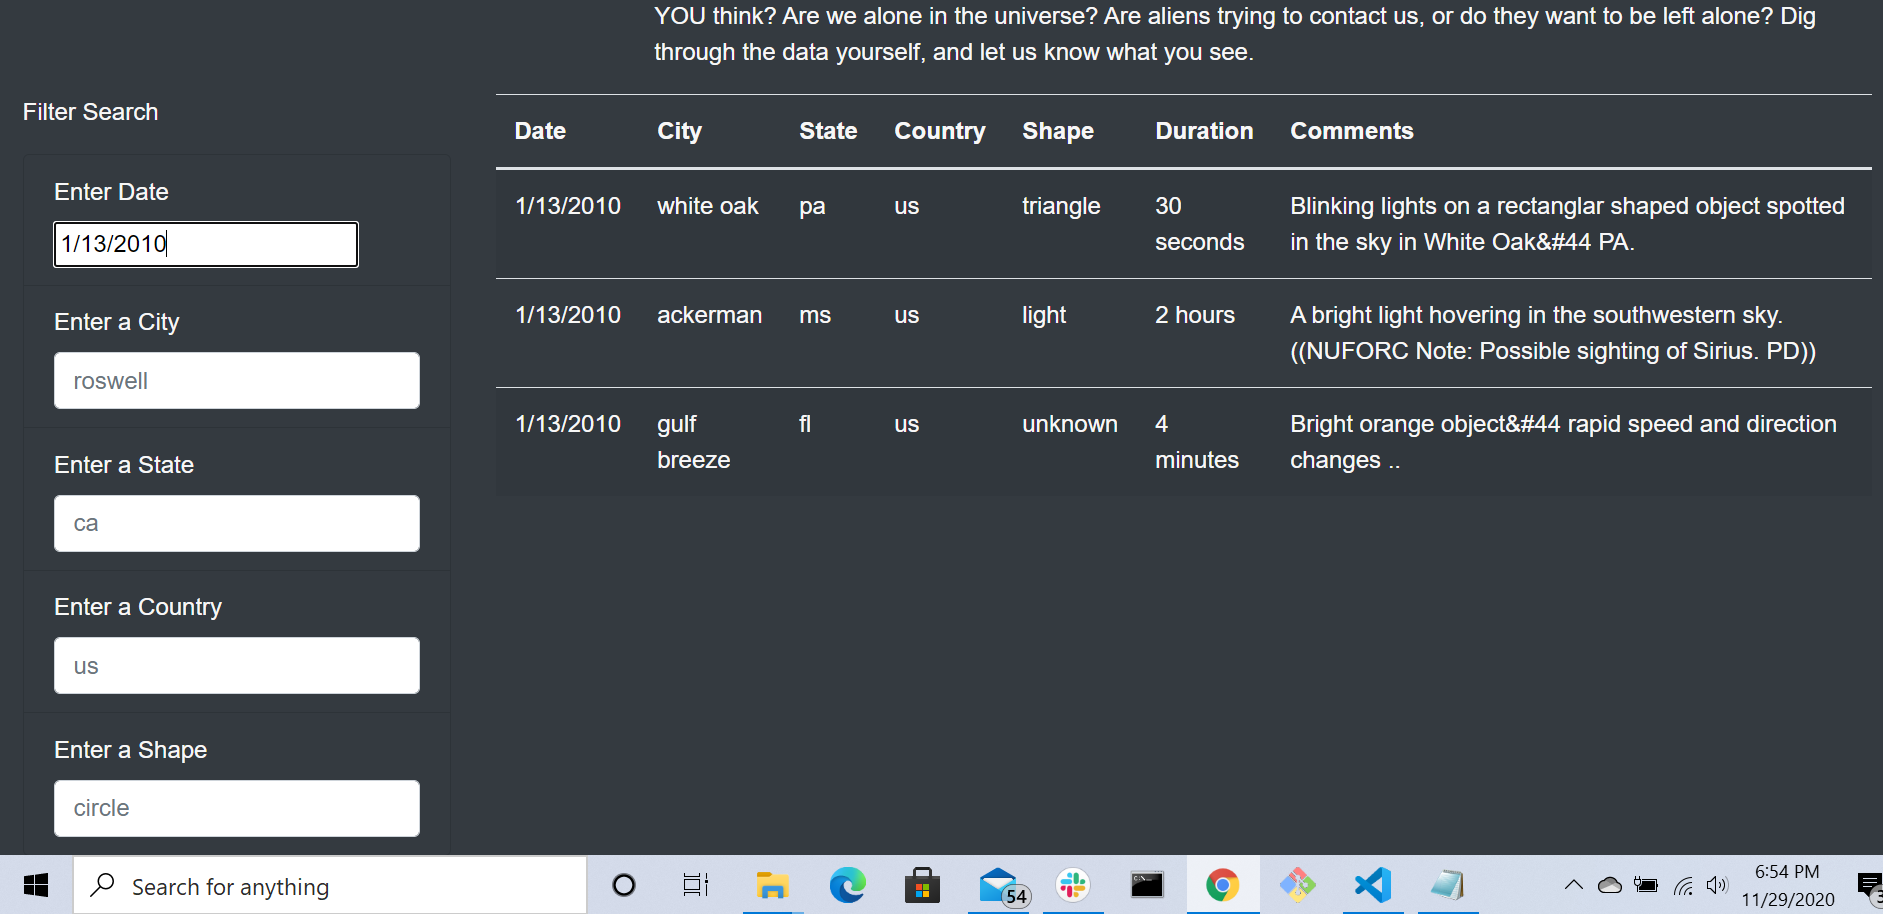 YOU think? Are we alone in the universe? Are aliens trying to contact us, or do they want to be left alone? Dig
through the data yourself, and let us know what you see.
Filter Search
Enter Date
1/13/2010
Enter a City
roswell
Enter a State
ca
Enter a Country
us
Enter a Shape
circle
Date City State Country Shape Duration Comments
1/13/2010 white oak pa us triangle 30 Blinking lights on a rectanglar shaped object spotted
seconds in the sky in White Oak&#44 PA.
1/13/2010 ackerman ms us light 2 hours A bright light hovering in the southwestern sky.
((NUFORC Note: Possible sighting of Sirius. PD))
1/13/2010 gulf fl us unknown 4 Bright orange object&#44 rapid speed and direction
breeze minutes changes ..
Search for anything
54
6:54 PM
11/29/2020
3